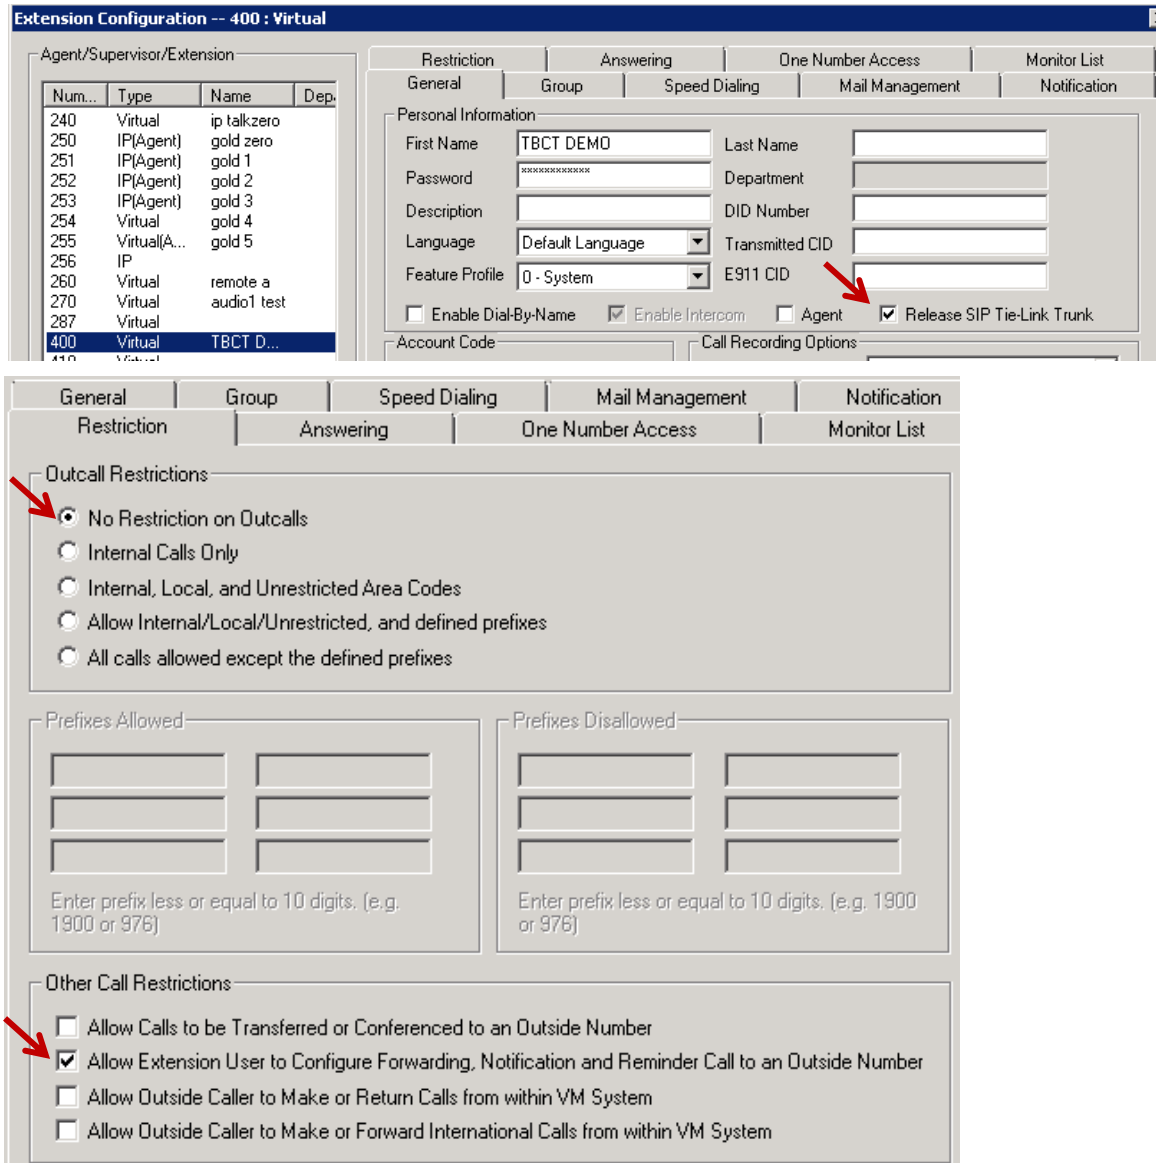 Extension Configuration -- 400 : Virtual
Agent/Supervisor/Extension
Num... Type Name Dep
240 Virtual ip talkzero
250 IP(Agent) gold zero
251 IP(Agent) gold 1
252 IP(Agent) gold 2
253 IP(Agent) gold 3
254 Virtual gold 4
255 Virtual(A... gold 5
256 IP
260 Virtual remote a
270 Virtual audio1 test
287 Virtual
400 Virtual TBCT D...
410 Virtual
Restriction Answering One Number Access Monitor List
General Group Speed Dialing Mail Management Notification
Personal Information
First Name TBCT DEMO Last Name
Password ************ Department
Description DID Number
Language Default Language Transmitted CID
Feature Profile 0 - System E911 CID
Enable Dial-By-Name Enable Intercom Agent Release SIP Tie-Link Trunk
Account Code Call Recording Options
General Group Speed Dialing Mail Management Notification
Restriction Answering One Number Access Monitor List
Outcall Restrictions
No Restriction on Outcalls
Internal Calls Only
Internal, Local, and Unrestricted Area Codes
Allow Internal/Local/Unrestricted, and defined prefixes
All calls allowed except the defined prefixes
Prefixes Allowed
Enter prefix less or equal to 10 digits. (e.g.
1900 or 976)
Prefixes Disallowed
Enter prefix less or equal to 10 digits. (e.g. 1900
or 976)
Other Call Restrictions
Allow Calls to be Transferred or Conferenced to an Outside Number
Allow Extension User to Configure Forwarding, Notification and Reminder Call to an Outside Number
Allow Outside Caller to Make or Return Calls from within VM System
Allow Outside Caller to Make or Forward International Calls from within VM System